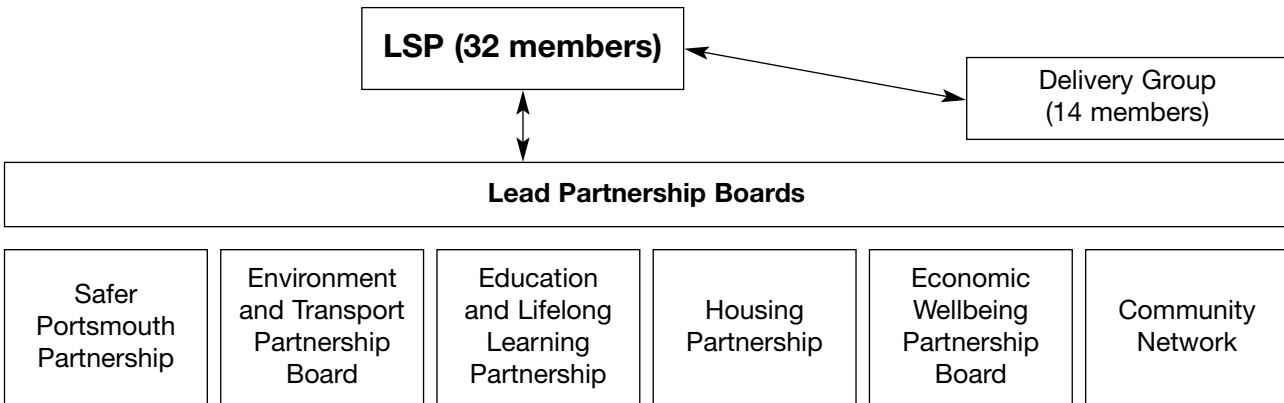 LSP (32 members)
Delivery Group
(14 members)
Lead Partnership Boards
Safer
Portsmouth
Partnership
Environment
and Transport
Partnership
Board
Education
and Lifelong
Learning
Partnership
Housing
Partnership
Economic
Wellbeing
Partnership
Board
Community
Network